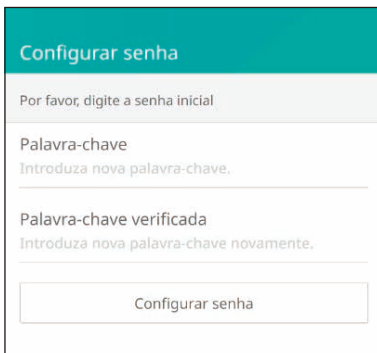 Configurar senha
Por favor, digite a senha inicial
Palavra-chave
Introduza nova palavra-chave.
Palavra-chave verificada
Introduza nova palavra-chave novamente.
Configurar senha